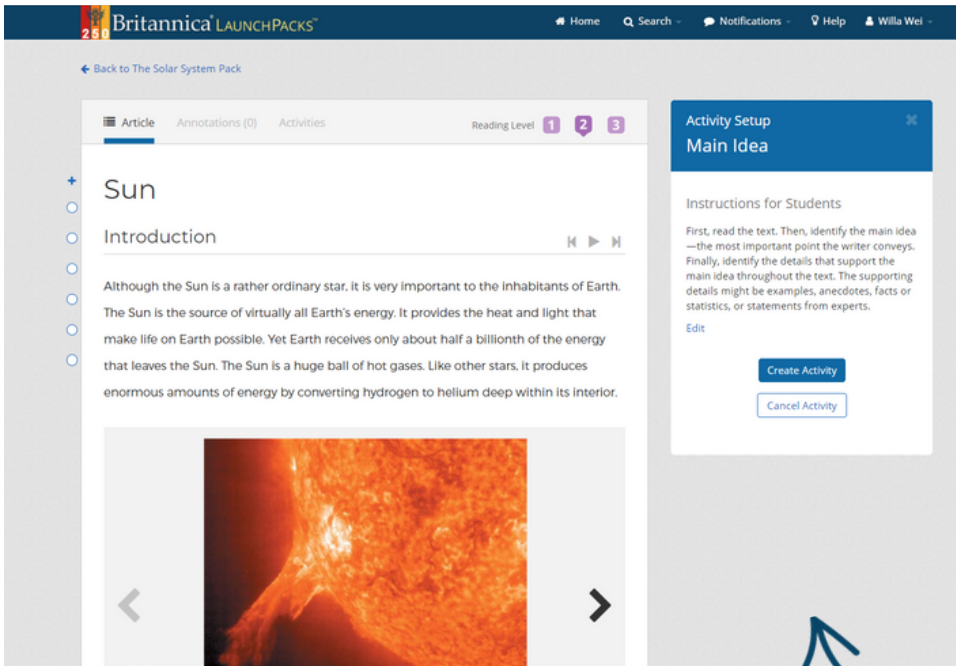 250 Britannica® LAUNCHPACKS™
Home Search Notifications Help Willa Wei
Back to The Solar System Pack
Article Annotations (0) Activities Reading Level 1 2 3
Sun
Introduction
Although the Sun is a rather ordinary star, it is very important to the inhabitants of Earth.
The Sun is the source of virtually all Earth's energy. It provides the heat and light that
make life on Earth possible. Yet Earth receives only about half a billionth of the energy
that leaves the Sun. The Sun is a huge ball of hot gases. Like other stars, it produces
enormous amounts of energy by converting hydrogen to helium deep within its interior.
Activity Setup
Main Idea
Instructions for Students
First, read the text. Then, identify the main idea
—the most important point the writer conveys.
Finally, identify the details that support the
main idea throughout the text. The supporting
details might be examples, anecdotes, facts or
statistics, or statements from experts.
Edit
Create Activity
Cancel Activity